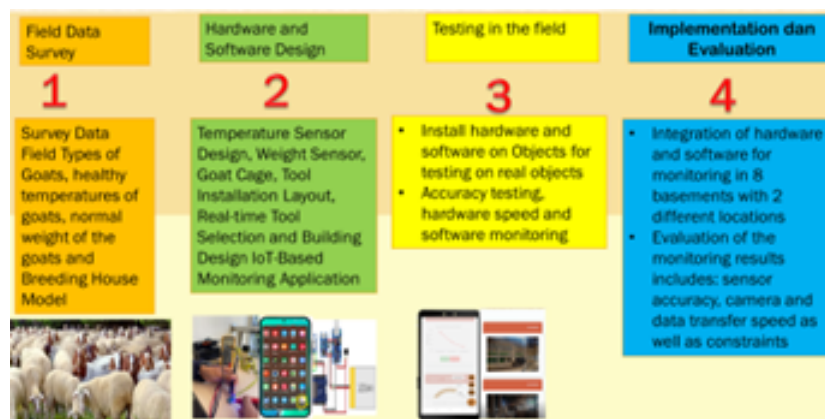 Field Data
Survey
Hardware and
Software Design
Testing in the field
Implementation dan
Evaluation
1
2
3
4
Survey Data
Field Types of
Goats, healthy
temperatures of
goats, normal
weight of the
goats and
Breeding House
Model
Temperature Sensor
Design, Weight Sensor,
Goat Cage, Tool
Installation Layout,
Real-time Tool
Selection and Building
Design IoT-Based
Monitoring Application
• Install hardware and
software on Objects for
testing on real objects
• Accuracy testing,
hardware speed and
software monitoring
• Integration of hardware
and software for
monitoring in 8
basements with 2
different locations
• Evaluation of the
monitoring results
includes: sensor
accuracy, camera and
data transfer speed as
well as constraints